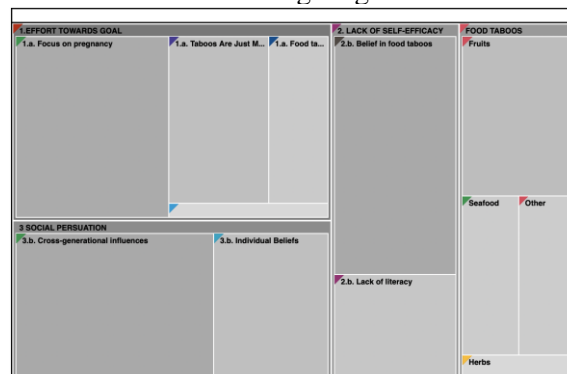 1.EFFORT TOWARDS GOAL
1.a. Focus on pregnancy
1.a. Taboos Are Just M...
1.a. Food ta...
3 SOCIAL PERSUATION
3.b. Cross-generational influences
3.b. Individual Beliefs
2. LACK OF SELF-EFFICACY
2.b. Belief in food taboos
2.b. Lack of literacy
FOOD TABOOS
Fruits
Seafood
Other
Herbs